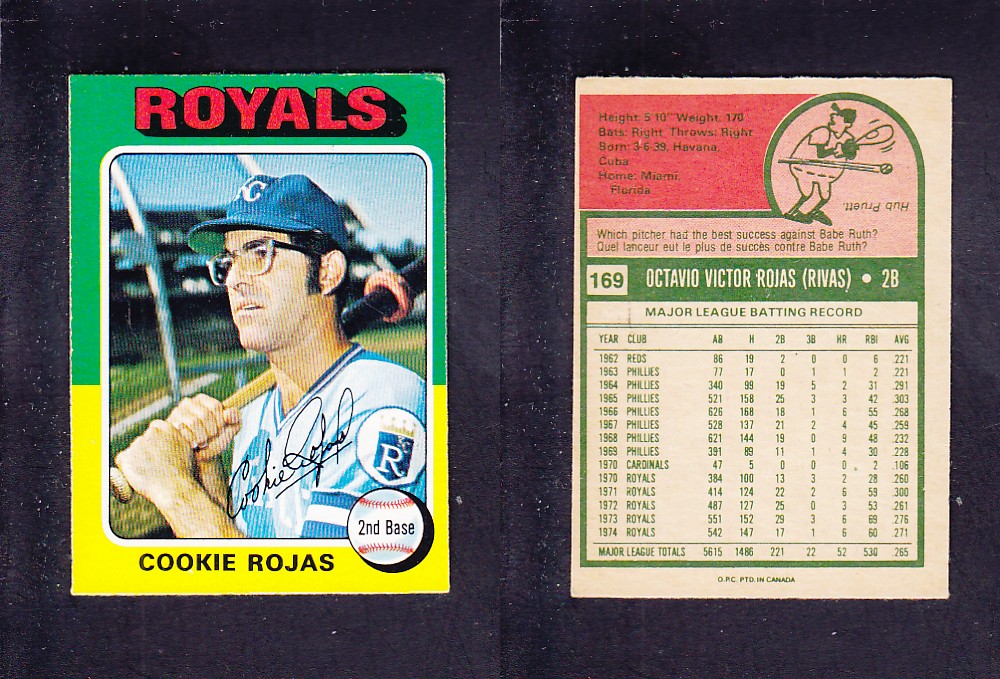 ROYALS
KC
Cookie Rojas
R
2nd Base
COOKIE ROJAS
Height: 5'10" Weight: 170
Bats: Right, Throws: Right
Born: 3-6-39, Havana,
Cuba
Home: Miami,
Florida
Hub Pruett.
Which pitcher had the best success against Babe Ruth?
Quel lanceur eut le plus de succès contre Babe Ruth?
169 OCTAVIO VICTOR ROJAS (RIVAS) • 2B
MAJOR LEAGUE BATTING RECORD
YEAR CLUB AB H 2B 3B HR RBI AVG
1962 REDS 86 19 2 0 0 6 .221
1963 PHILLIES 77 17 0 1 1 2 .221
1964 PHILLIES 340 99 19 5 2 31 .291
1965 PHILLIES 521 158 25 3 3 42 .303
1966 PHILLIES 626 168 18 1 6 55 .268
1967 PHILLIES 528 137 21 2 4 45 .259
1968 PHILLIES 621 144 19 0 9 48 .232
1969 PHILLIES 391 89 11 1 4 30 .228
1970 CARDINALS 47 5 0 0 0 2 .106
1970 ROYALS 384 100 13 3 2 28 .260
1971 ROYALS 414 124 22 2 6 59 .300
1972 ROYALS 487 127 25 0 3 53 .261
1973 ROYALS 551 152 29 3 6 69 .276
1974 ROYALS 542 147 17 1 6 60 .271
MAJOR LEAGUE TOTALS 5615 1486 221 22 52 530 .265
O.P.C. PTD. IN CANADA